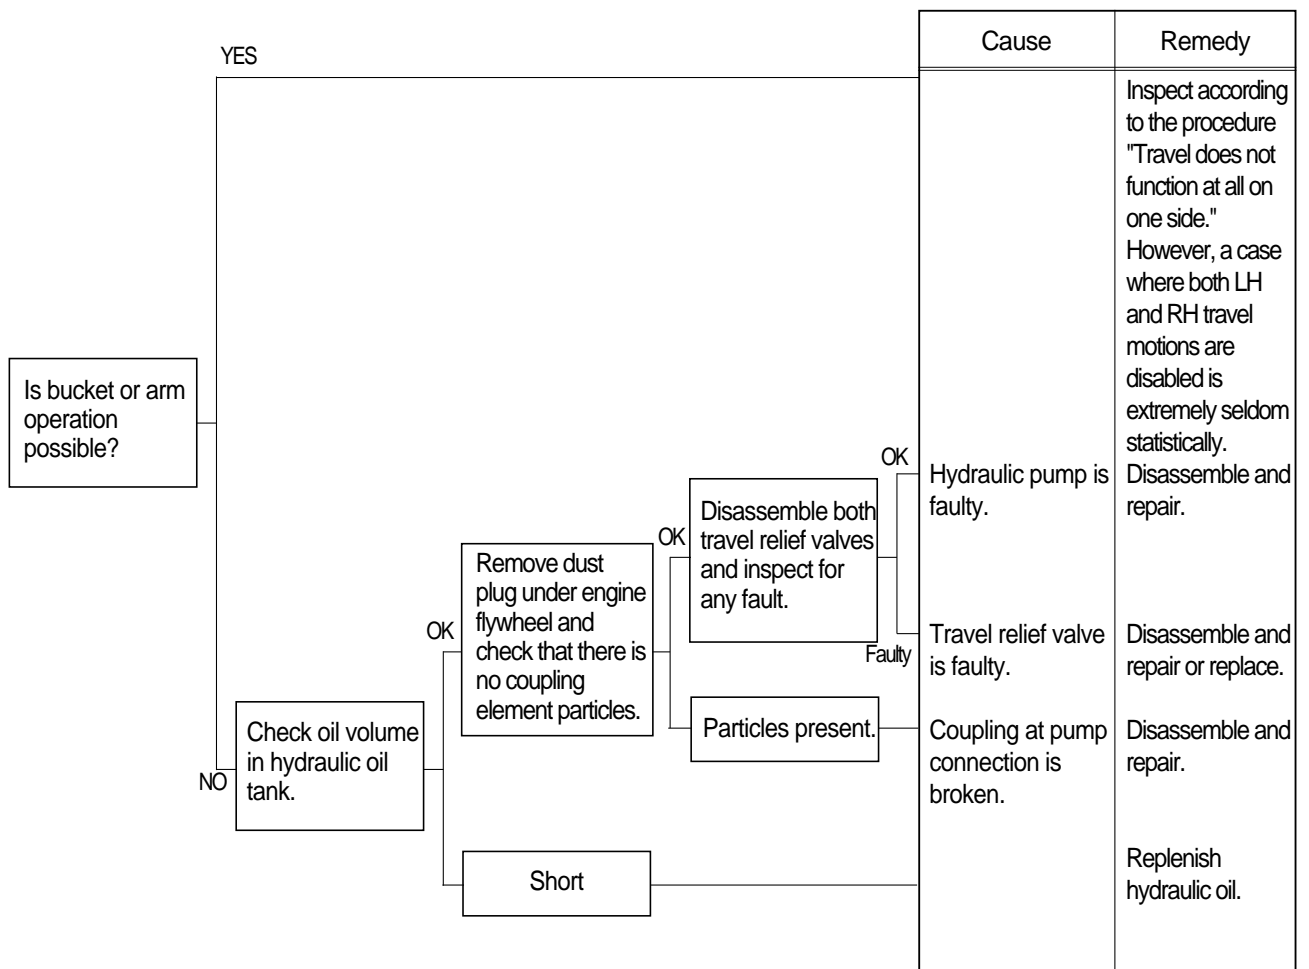 Cause
Remedy
YES
Inspect according
to the procedure
"Travel does not
function at all on
one side."
However, a case
where both LH
and RH travel
motions are
disabled is
extremely seldom
statistically.
Is bucket or arm
operation
possible?
NO
Check oil volume
in hydraulic oil
tank.
OK
Remove dust
plug under engine
flywheel and
check that there is
no coupling
element particles.
OK
Disassemble both
travel relief valves
and inspect for
any fault.
OK
Hydraulic pump is
faulty.
Disassemble and
repair.
Faulty
Travel relief valve
is faulty.
Disassemble and
repair or replace.
Particles present.
Coupling at pump
connection is
broken.
Disassemble and
repair.
Short
Replenish
hydraulic oil.